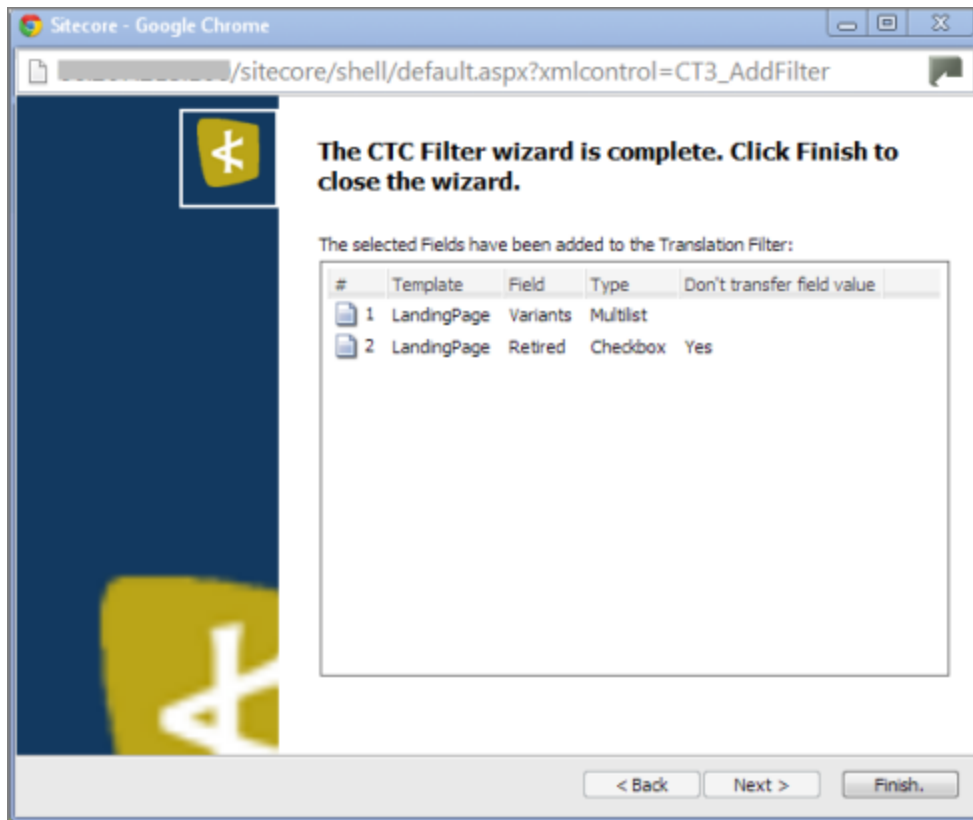 Sitecore - Google Chrome
/sitecore/shell/default.aspx?xmlcontrol=CT3_AddFilter
The CTC Filter wizard is complete. Click Finish to
close the wizard.
The selected Fields have been added to the Translation Filter:
# Template Field Type Don't transfer field value
1 LandingPage Variants Multilist
2 LandingPage Retired Checkbox Yes
< Back Next > Finish.